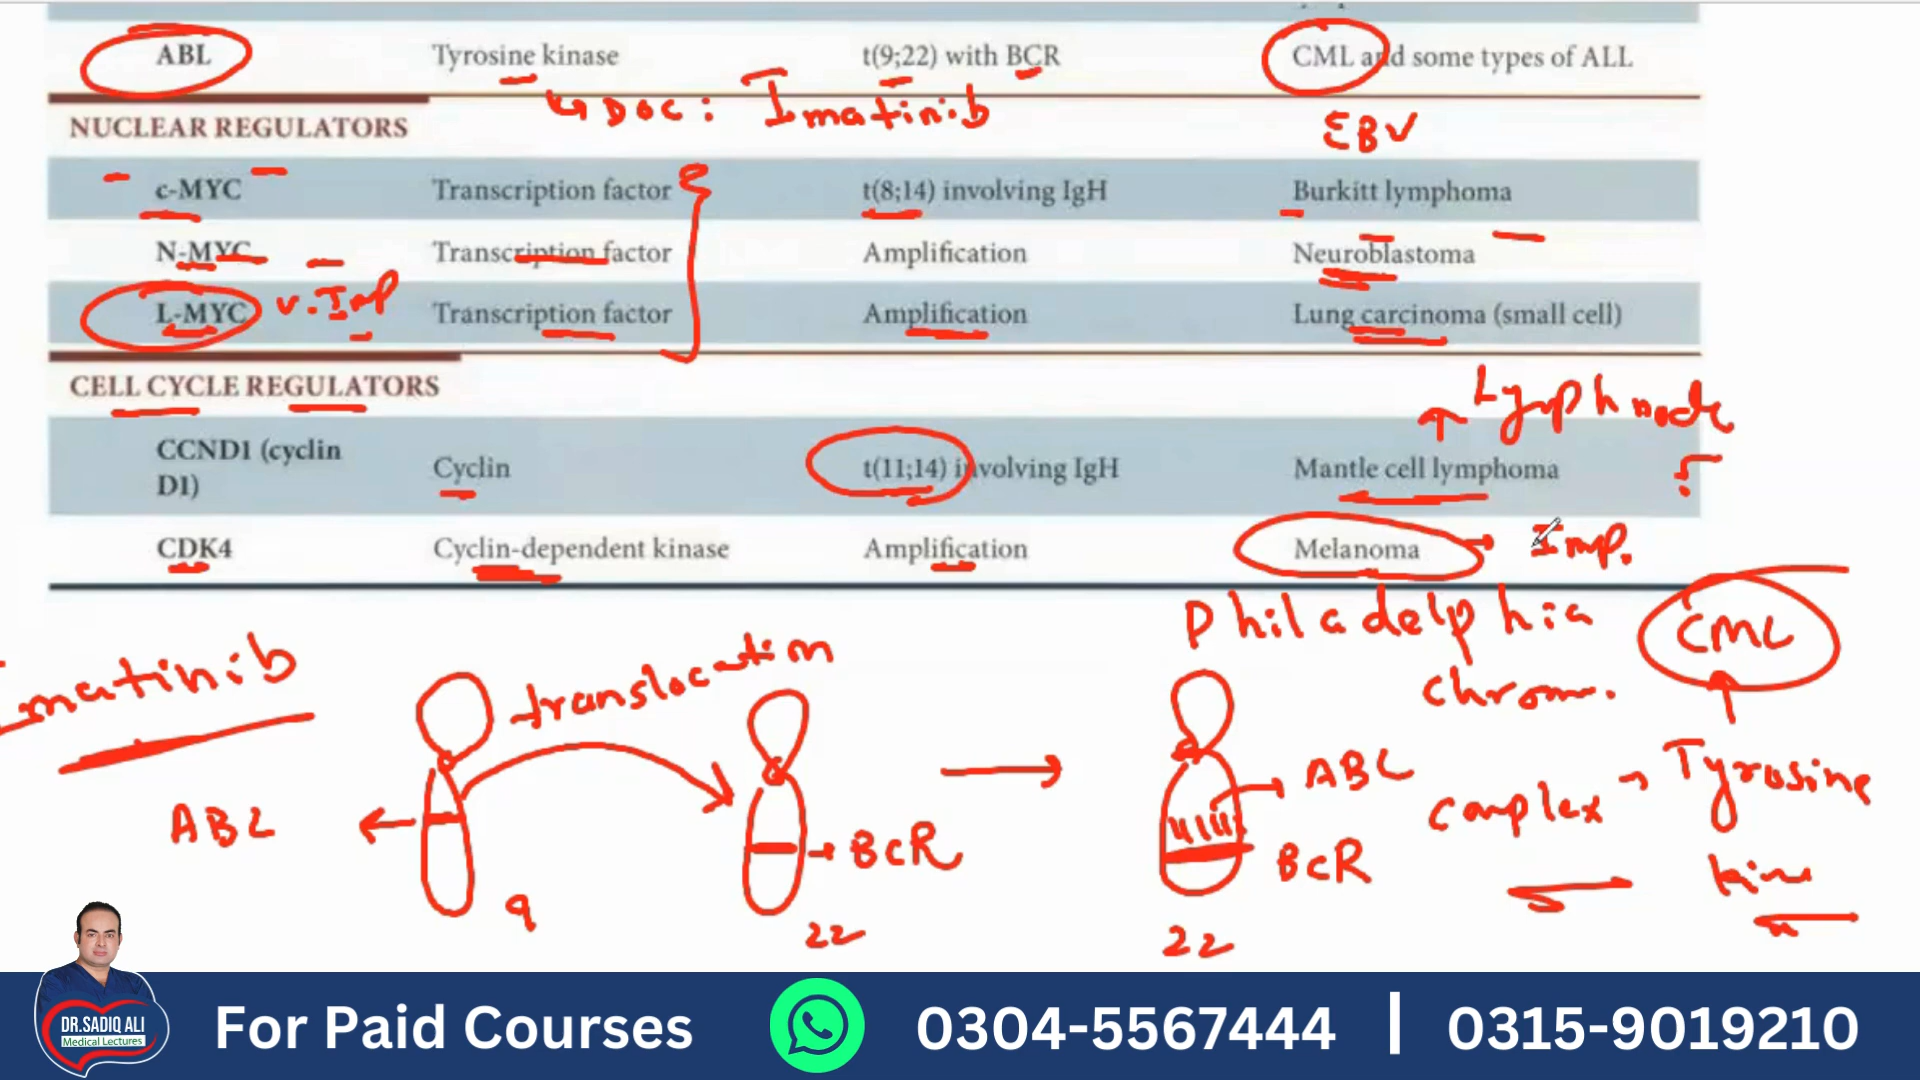 ABL Tyrosine kinase t(9;22) with BCR CML and some types of ALL
DOC: Imatinib
NUCLEAR REGULATORS
EBV
c-MYC Transcription factor t(8;14) involving IgH Burkitt lymphoma
N-MYC Transcription factor Amplification Neuroblastoma
v. Imp
L-MYC Transcription factor Amplification Lung carcinoma (small cell)
CELL CYCLE REGULATORS
Lymph node
CCND1 (cyclin
D1) Cyclin t(11;14) involving IgH Mantle cell lymphoma
CDK4 Cyclin-dependent kinase Amplification Melanoma Imp.
Philadelphia
chrom.
CML
Imatinib translocation
ABL BCR ABL
BCR
complex Tyrosine
9 22 22
DR.SADIQ ALI
Medical Lectures
For Paid Courses 0304-5567444 | 0315-9019210